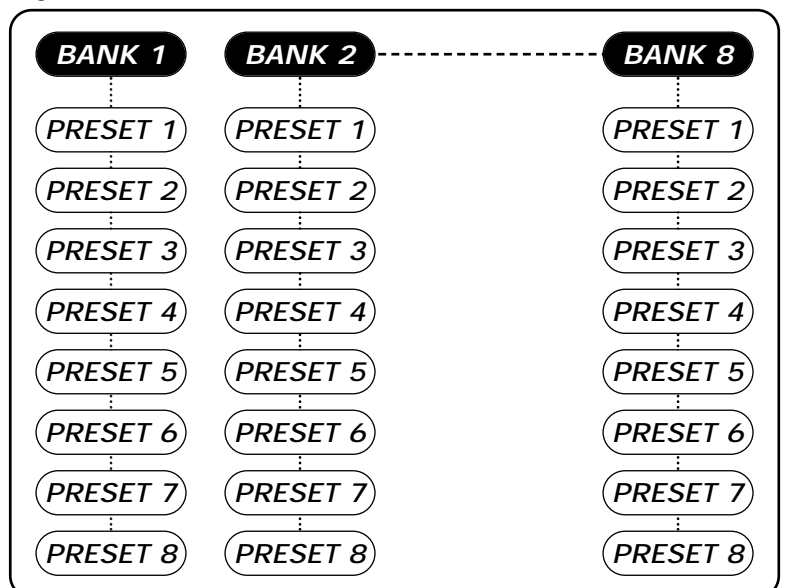 BANK 1 BANK 2 BANK 8
PRESET 1 PRESET 1 PRESET 1
PRESET 2 PRESET 2 PRESET 2
PRESET 3 PRESET 3 PRESET 3
PRESET 4 PRESET 4 PRESET 4
PRESET 5 PRESET 5 PRESET 5
PRESET 6 PRESET 6 PRESET 6
PRESET 7 PRESET 7 PRESET 7
PRESET 8 PRESET 8 PRESET 8